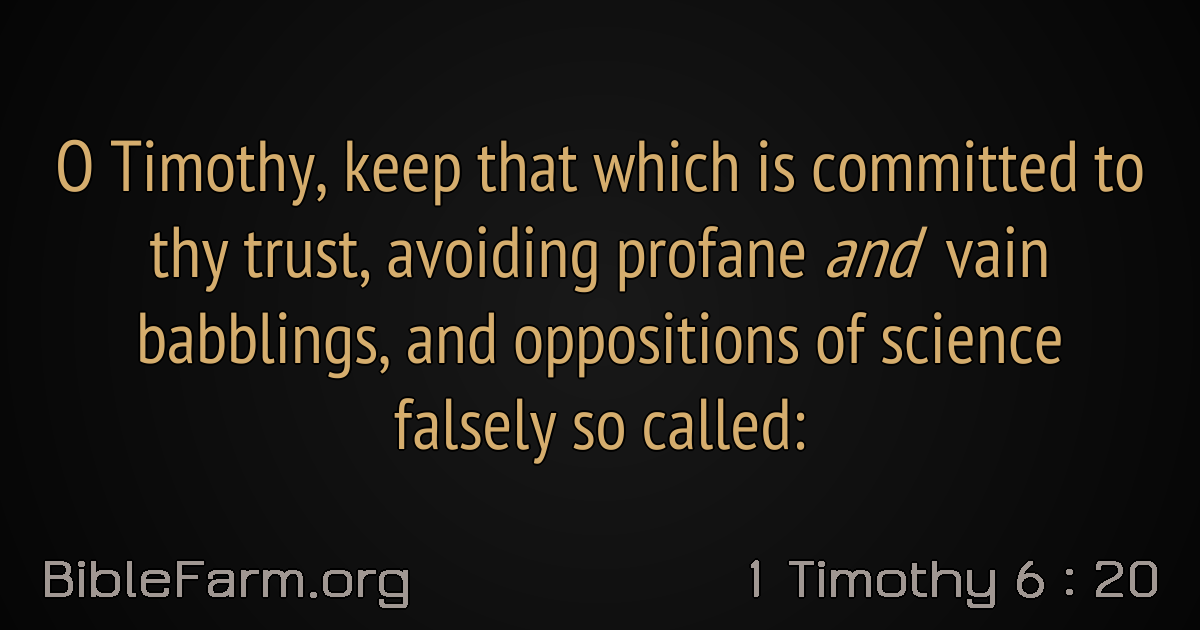 O Timothy, keep that which is committed to
thy trust, avoiding profane and vain
babblings, and oppositions of science
falsely so called:
BibleFarm.org
1 Timothy 6 : 20